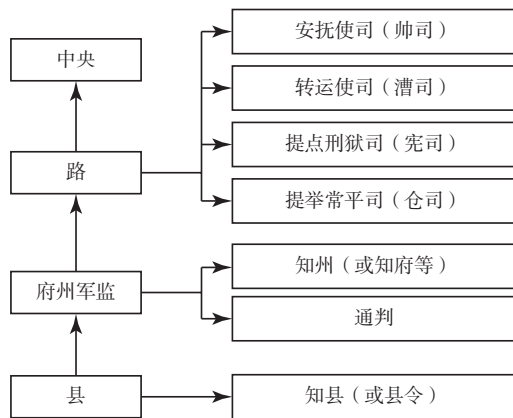 安抚使司（帅司）
中央
转运使司（漕司）
提点刑狱司（宪司）
路
提举常平司（仓司）
知州（或知府等）
府州军监
通判
县
知县（或县令）